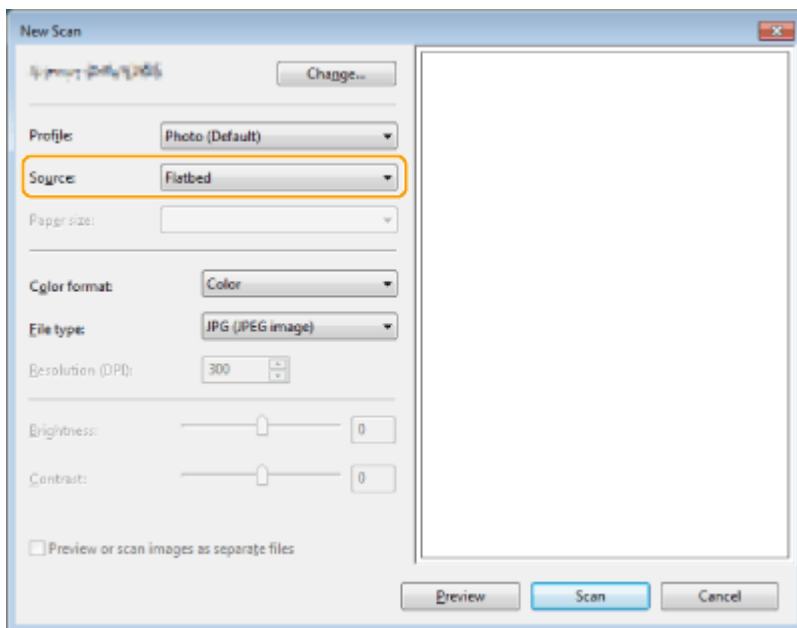 New Scan
Change...
Profile: Photo (Default)
Source: Flatbed
Paper size:
Color format: Color
File type: JPG (JPEG image)
Resolution (DPI): 300
Brightness: 0
Contrast: 0
Preview or scan images as separate files
Preview Scan Cancel